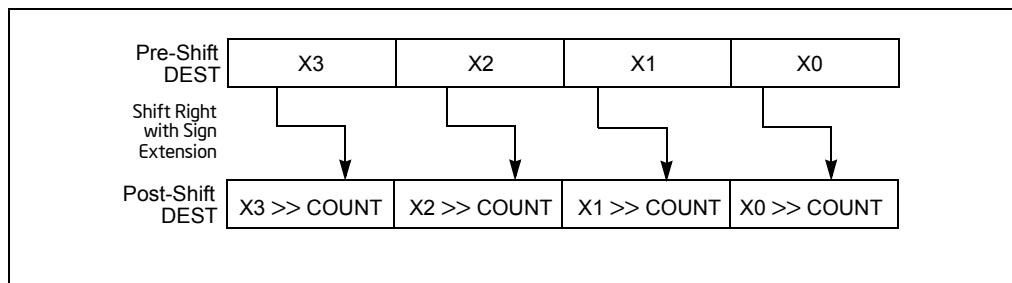 Pre-Shift
DEST
X3
X2
X1
X0
Shift Right
with Sign
Extension
Post-Shift
DEST
X3 >> COUNT
X2 >> COUNT
X1 >> COUNT
X0 >> COUNT